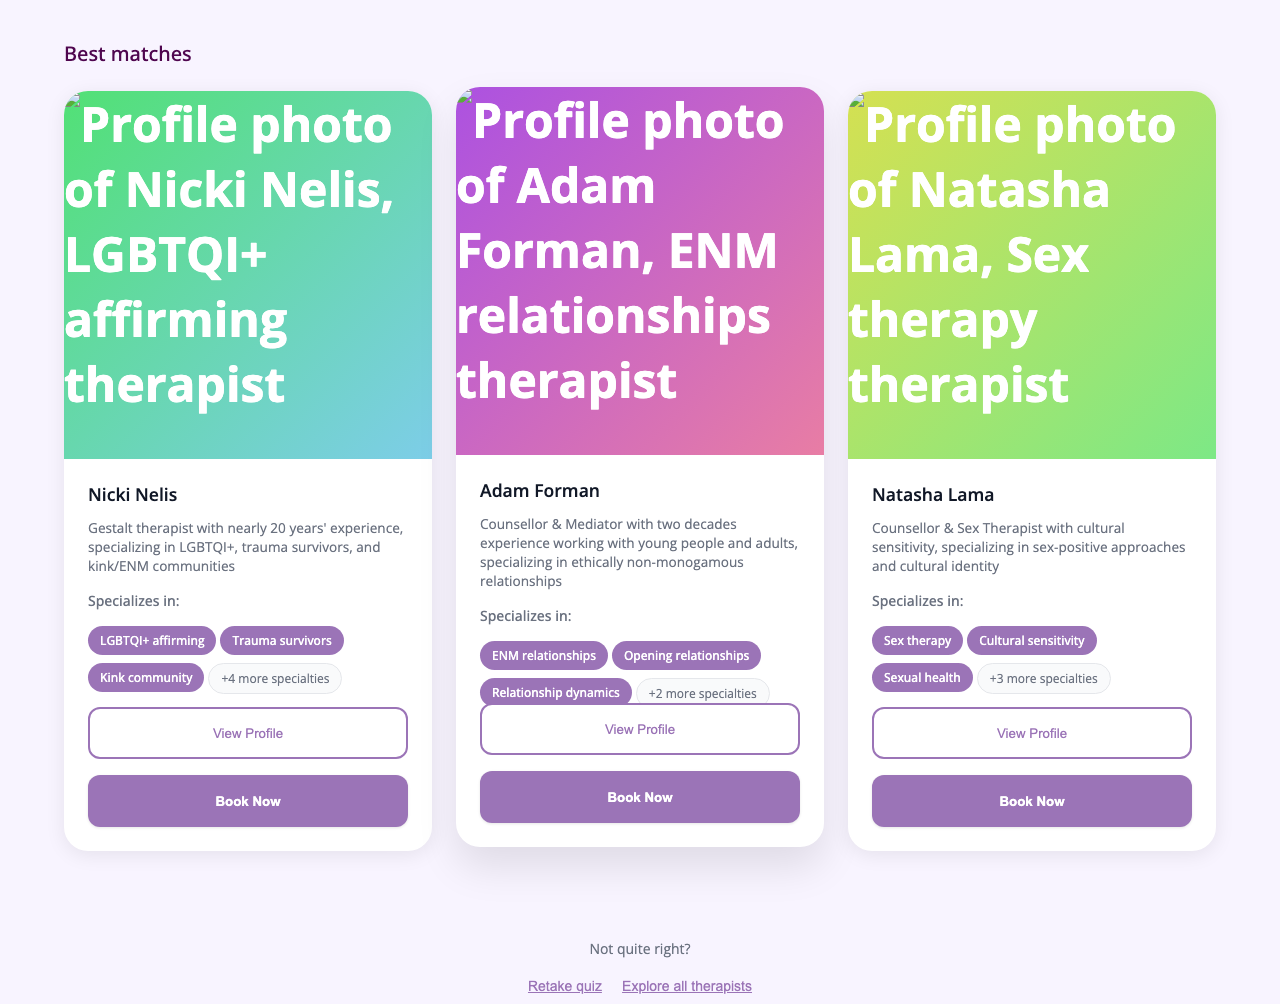 Best matches
Profile photo
of Nicki Nelis,
LGBTQI+
affirming
therapist
Nicki Nelis
Gestalt therapist with nearly 20 years' experience,
specializing in LGBTQI+, trauma survivors, and
kink/ENM communities
Specializes in:
LGBTQI+ affirming
Trauma survivors
Kink community
+4 more specialties
View Profile
Book Now
Profile photo
of Adam
Forman, ENM
relationships
therapist
Adam Forman
Counsellor & Mediator with two decades
experience working with young people and adults,
specializing in ethically non-monogamous
relationships
Specializes in:
ENM relationships
Opening relationships
Relationship dynamics
+2 more specialties
View Profile
Book Now
Profile photo
of Natasha
Lama, Sex
therapy
therapist
Natasha Lama
Counsellor & Sex Therapist with cultural
sensitivity, specializing in sex-positive approaches
and cultural identity
Specializes in:
Sex therapy
Cultural sensitivity
Sexual health
+3 more specialties
View Profile
Book Now
Not quite right?
Retake quiz
Explore all therapists